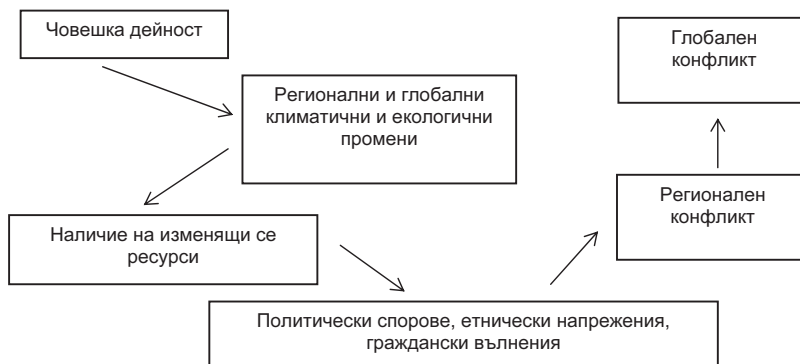 Човешка дейност
Регионални и глобални
климатични и екологични
промени
Наличие на изменящи се
ресурси
Политически спорове, етнически напрежения,
граждански вълнения
Регионален
конфликт
Глобален
конфликт